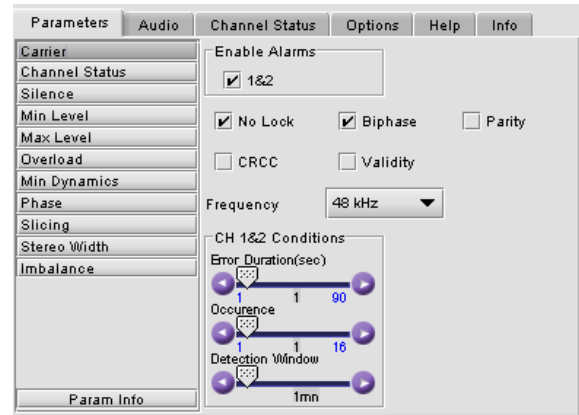 Parameters Audio Channel Status Options Help Info
Carrier
Channel Status
Silence
Min Level
Max Level
Overload
Min Dynamics
Phase
Slicing
Stereo Width
Imbalance
Param Info
Enable Alarms
1&2
No Lock Biphase Parity
CRCC Validity
Frequency 48 kHz
CH 1&2 Conditions
Error Duration(sec)
1 1 90
Occurence
1 1 16
Detection Window
1mn